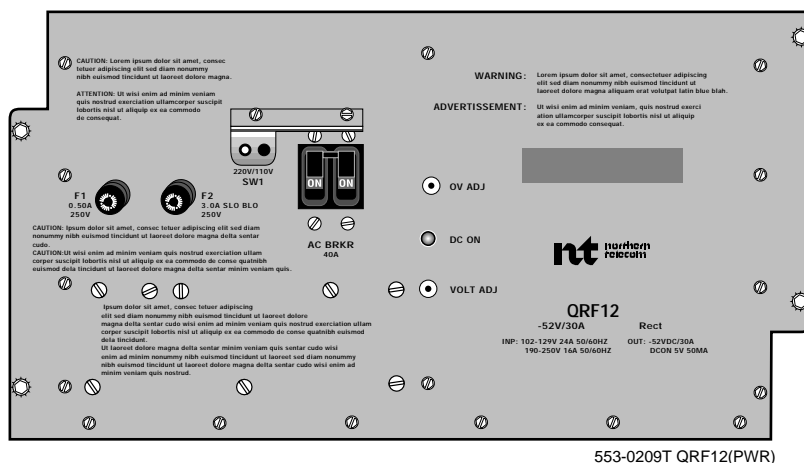 CAUTION: Lorem ipsum dolor sit amet, consec
tetuer adipiscing elit sed diam nonummy
nibh euismod tincidunt ut laoreet dolore magna.
ATTENTION: Ut wisi enim ad minim veniam
quis nostrud exerciation ullamcorper suscipit
lobortis nisl ut aliquip ex ea commodo
de consequat.
WARNING: Lorem ipsum dolor sit amet, consectetuer adipiscing
elit sed diam nonummy nibh euismod tincidunt ut
laoreet dolore magna aliquam erat volutpat latin blue blah.
ADVERTISSEMENT: Ut wisi enim ad minim veniam, quis nostrud exerci
ation ullamcorper suscipit lobortis nisl ut aliquip
ex ea commodo consequat.
220V/110V
SW1
ON ON
F1
0.50A
250V
F2
3.0A SLO BLO
250V
AC BRKR
40A
OV ADJ
DC ON
VOLT ADJ
CAUTION: Ipsum dolor sit amet, consec tetuer adipiscing elit sed diam
nonummy nibh euismod tincidunt ut laoreet dolore magna delta sentar
cudo.
CAUTION:Ut wisi enim ad minim veniam quis nostrud exerciation ullam
corper suscipit lobortis nisl ut aliquip ex ea commodo de conse quatnibh
euismod dela tincidunt ut laoreet dolore magna delta sentar minim veniam quis.
Ipsum dolor sit amet, consec tetuer adipiscing
elit sed diam nonummy nibh euismod tincidunt ut laoreet dolore
magna delta sentar cudo wisi enim ad minim veniam quis nostrud exerciation ullam
corper suscipit lobortis nisl ut aliquip ex ea commodo de conse quatnibh euismod
dela tincidunt.
Ut laoreet dolore magna delta sentar cudo wisi
enim ad minim nonummy nibh euismod tincidunt ut laoreet sed diam nonummy
nibh euismod tincidunt ut laoreet dolore magna delta sentar cudo wisi enim ad
minim veniam quis nostrud.
nt northern
telecom
QRF12
-52V/30A Rect
INP: 102-129V 24A 50/60HZ OUT: -52VDC/30A
190-250V 16A 50/60HZ DCON 5V 50MA
553-0209T QRF12(PWR)